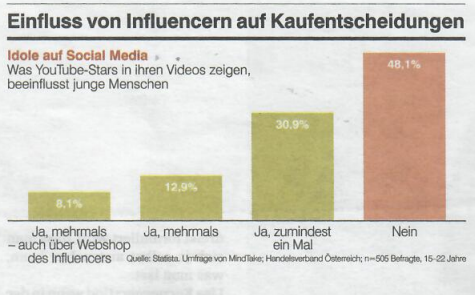 Einfluss von Influencern auf Kaufentscheidungen
Idole auf Social Media
Was YouTube-Stars in ihren Videos zeigen,
beeinflusst junge Menschen
8,1%
12,9%
30,9%
48,1%
Ja, mehrmals
– auch über Webshop
des Influencers
Ja, mehrmals
Ja, zumindest
ein Mal
Nein
Quelle: Statista. Umfrage von MindTake; Handelsverband Österreich; n=505 Befragte, 15–22 Jahre